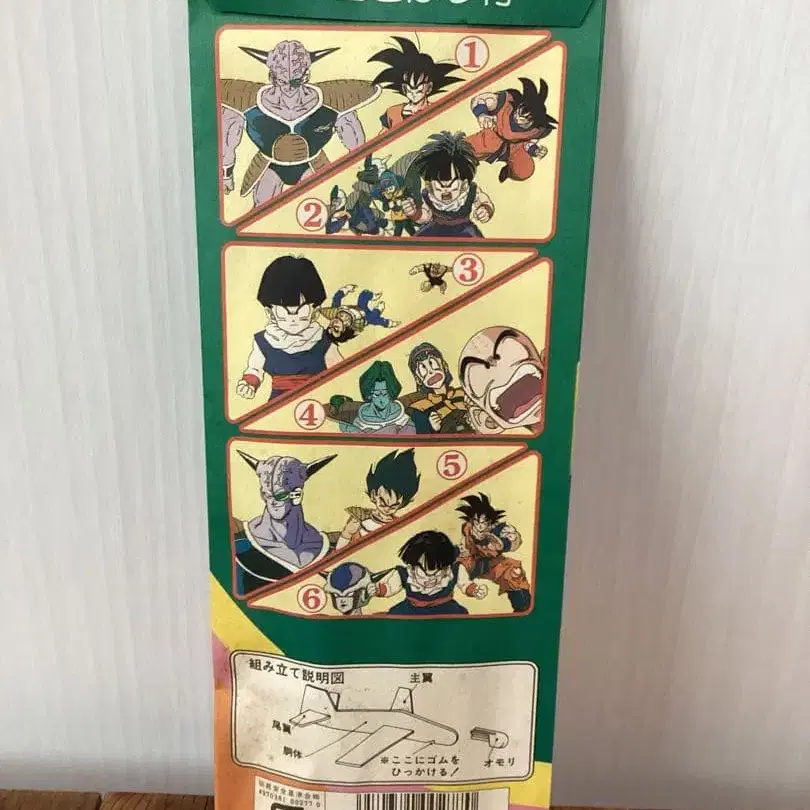 ①
②
③
④
⑤
⑥
組み立て説明図
主翼
尾翼
胴体
※ここにゴムを
ひっかける！
オモリ